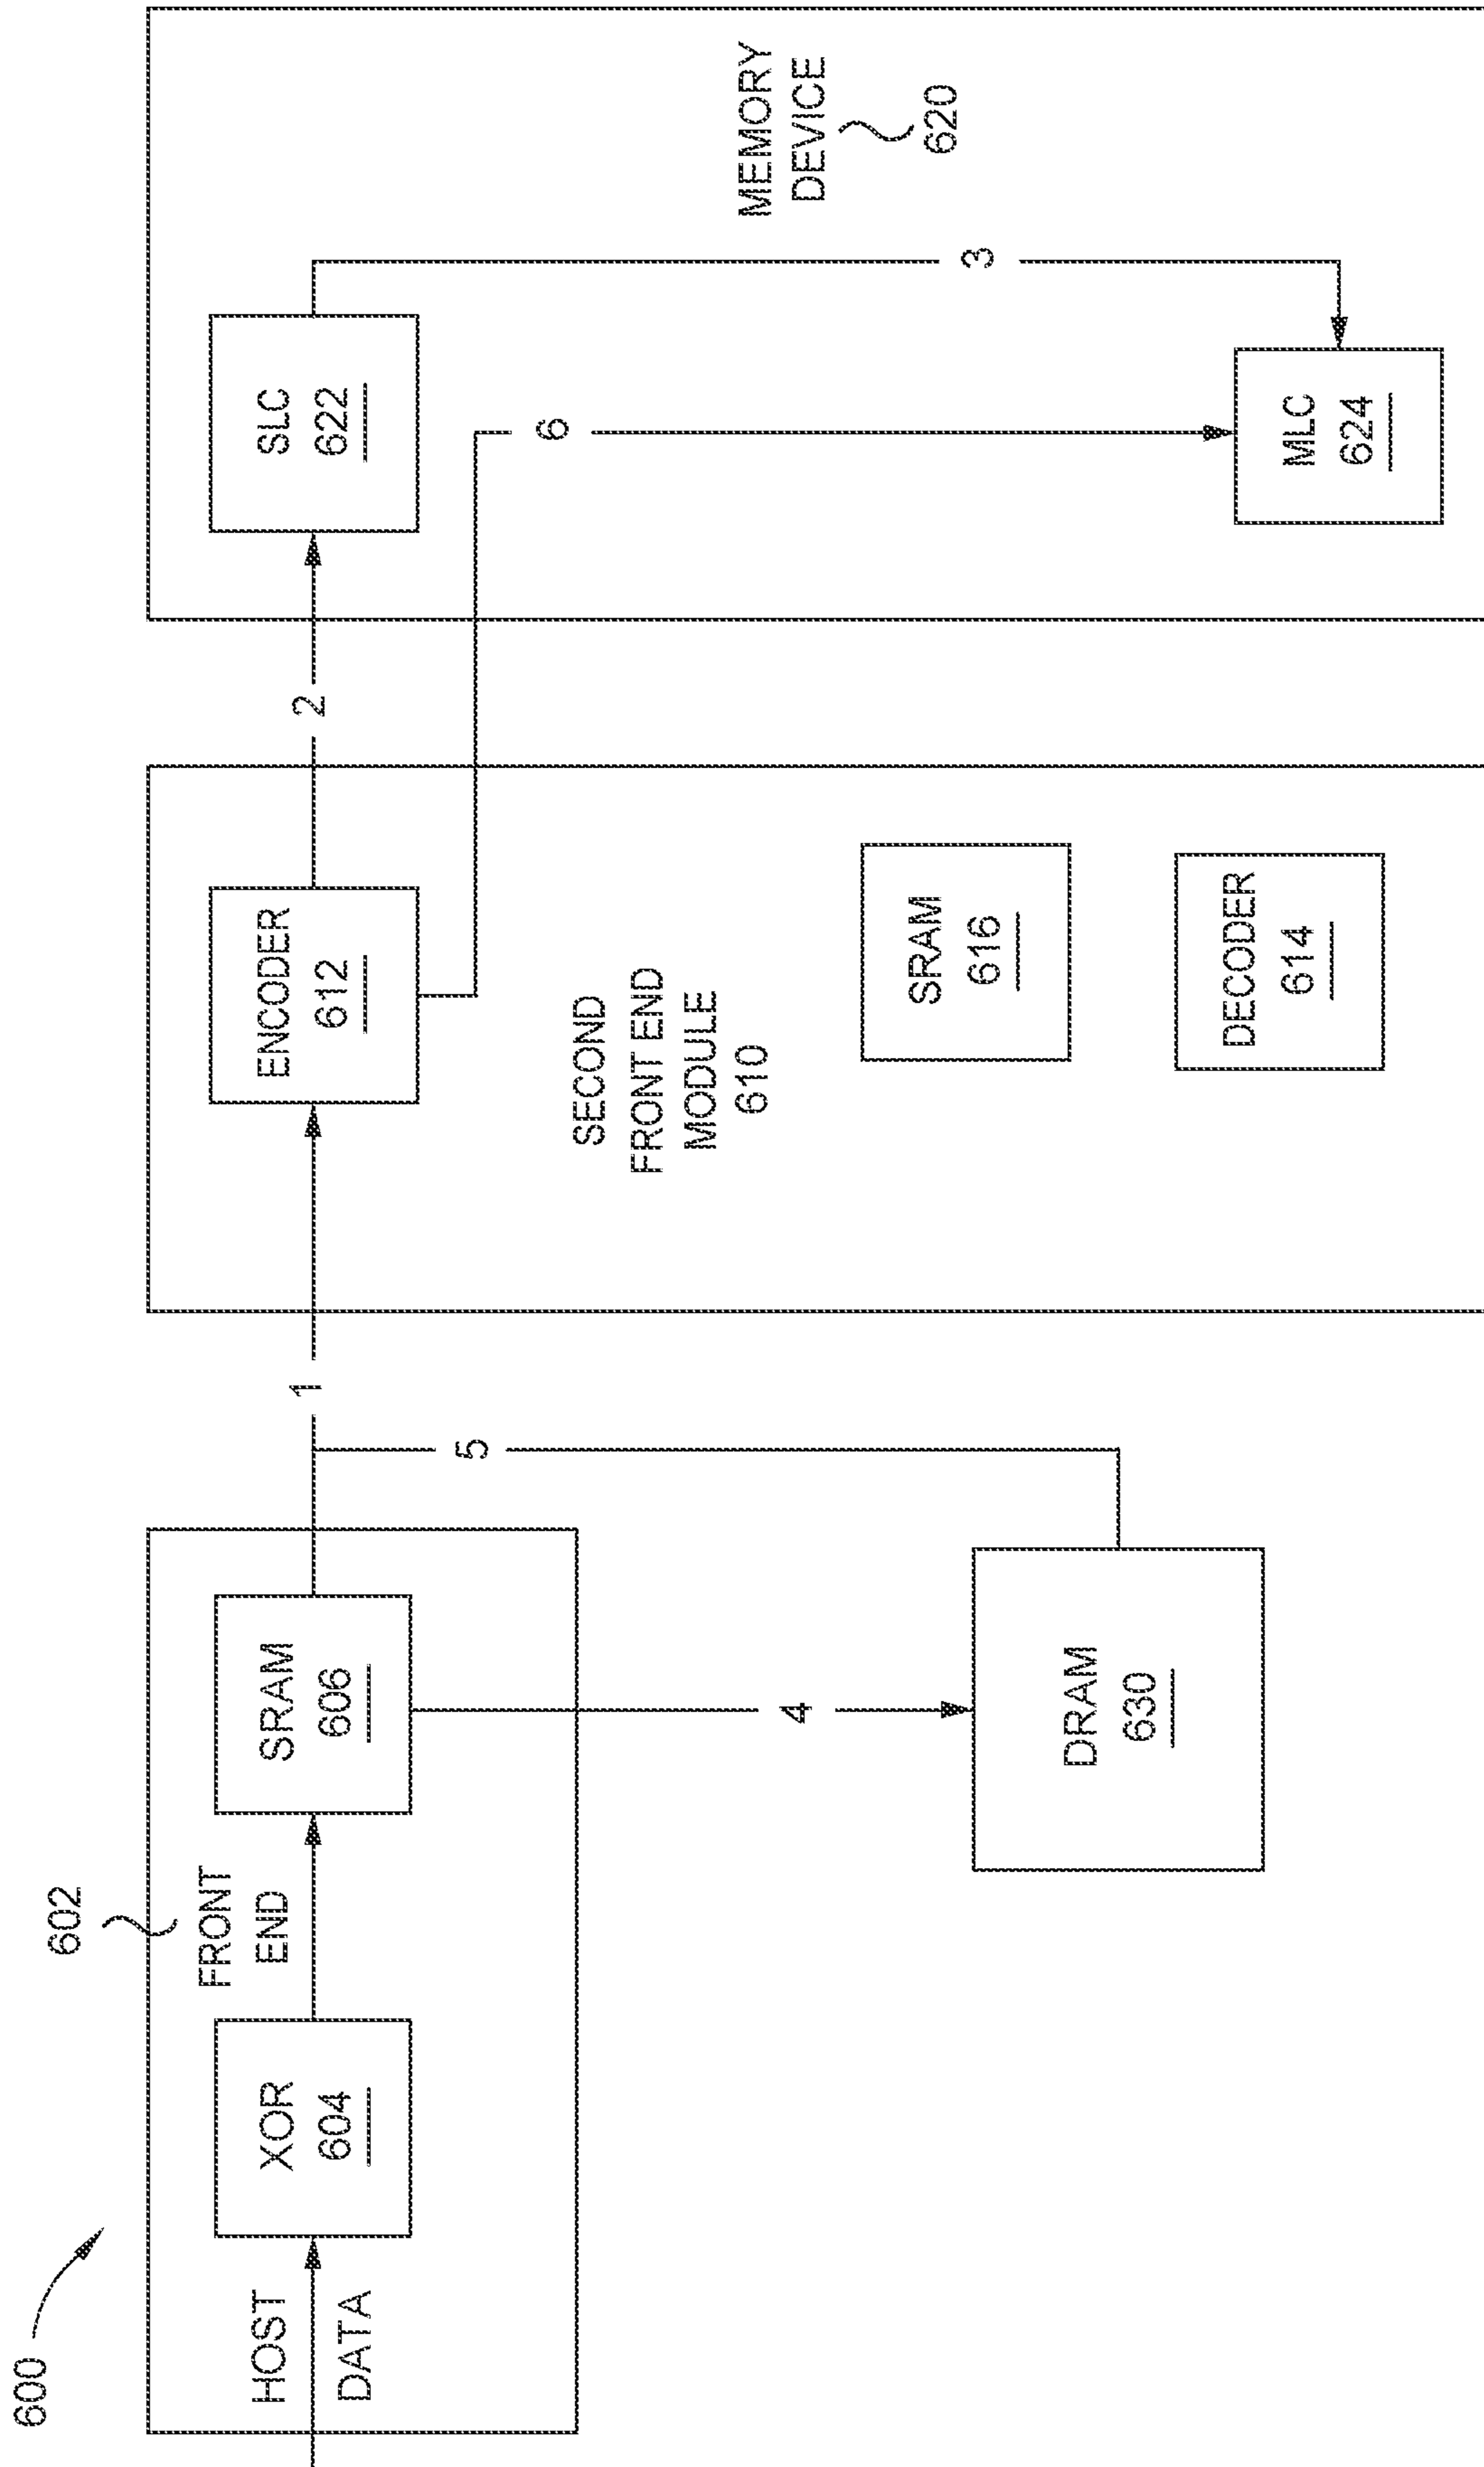 600
602
HOST
DATA
XOR
604
FRONT
END
SRAM
606
4
DRAM
630
5
1
ENCODER
612
SECOND
FRONT END
MODULE
610
SRAM
616
DECODER
614
2
6
SLC
622
3
MLC
624
MEMORY
DEVICE
620